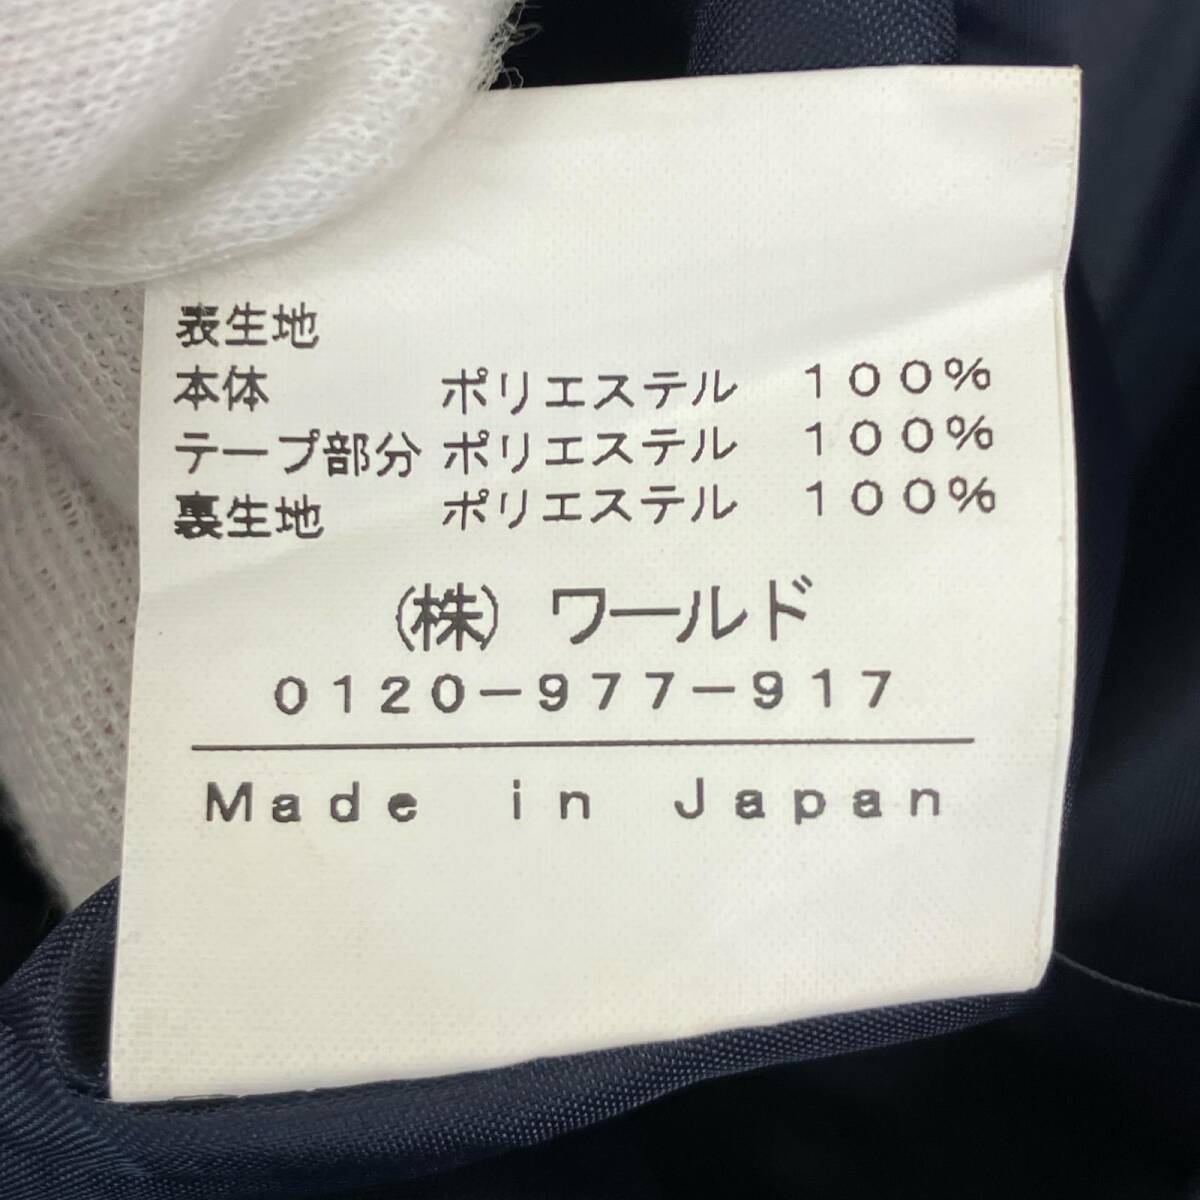 表生地
本体 ポリエステル 100%
テープ部分 ポリエステル 100%
裏生地 ポリエステル 100%
(株) ワールド
0120-977-917
Made in Japan